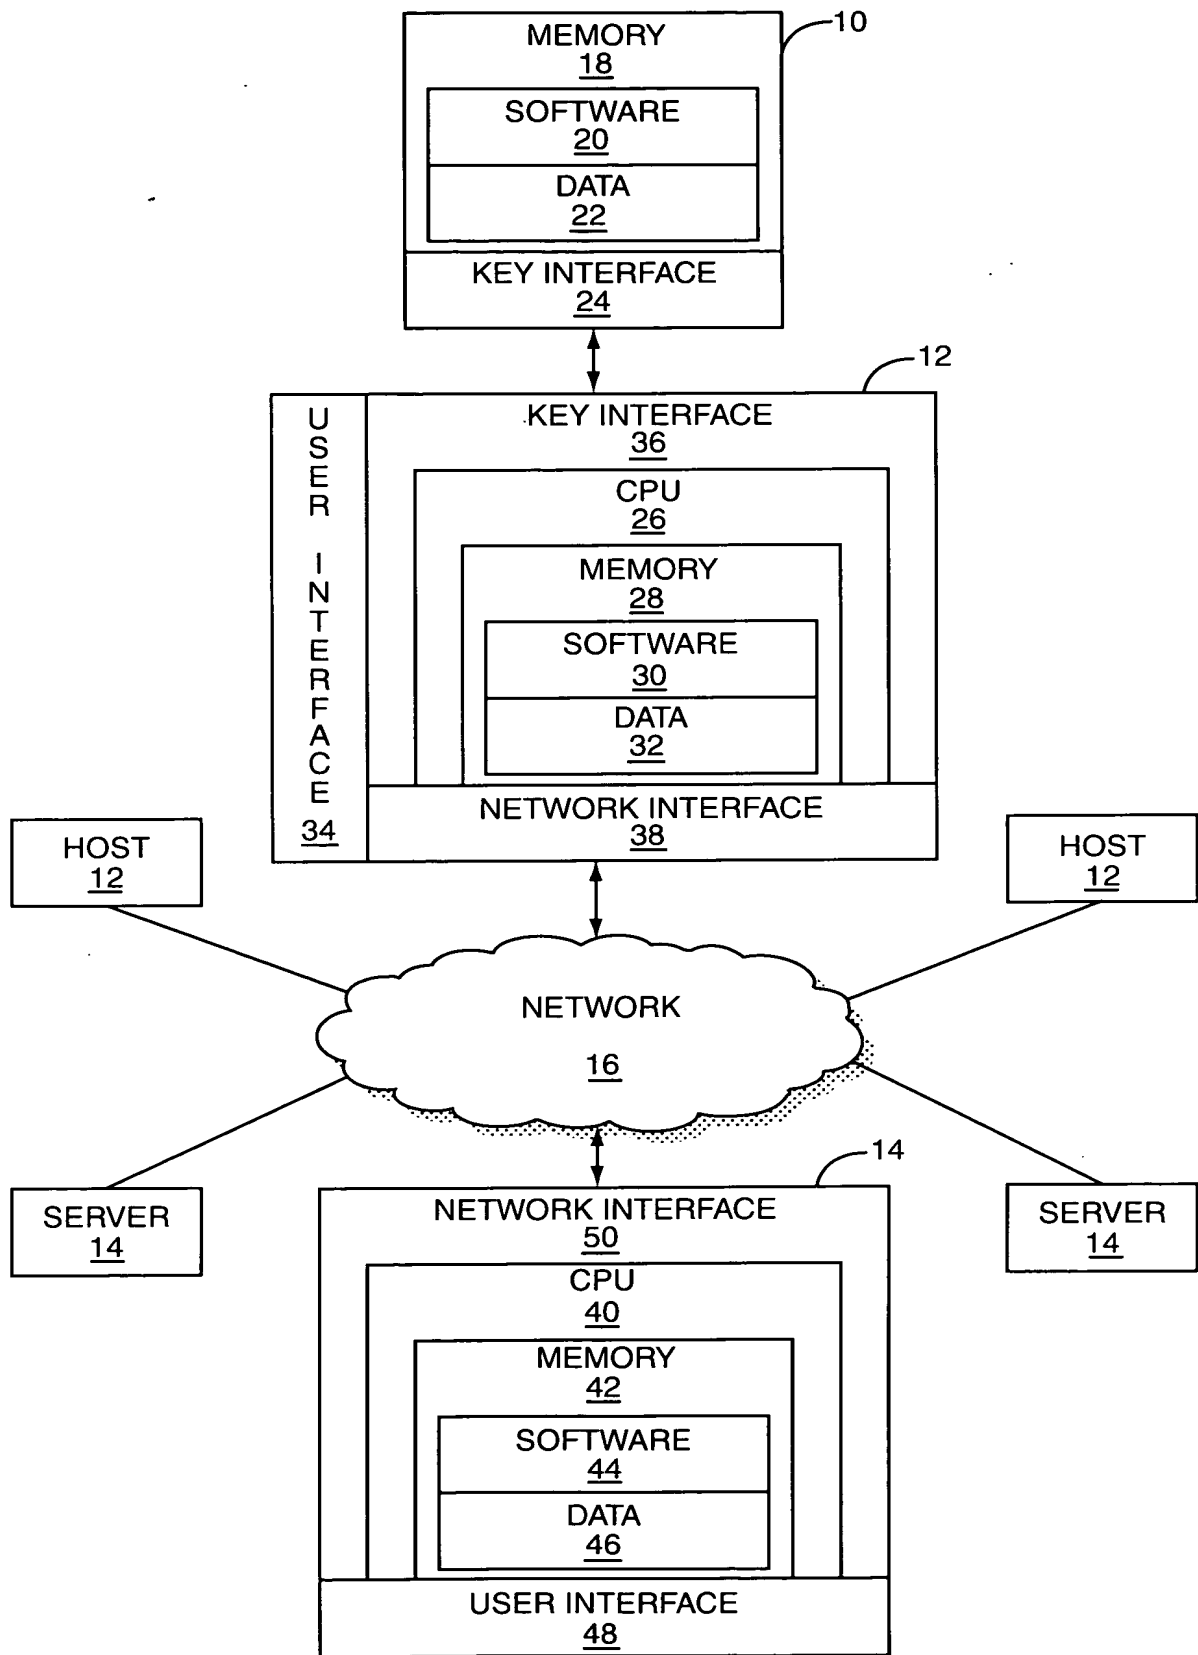 10
MEMORY
18
SOFTWARE
20
DATA
22
KEY INTERFACE
24
12
USER INTERFACE
34
KEY INTERFACE
36
CPU
26
MEMORY
28
SOFTWARE
30
DATA
32
NETWORK INTERFACE
38
HOST
12
HOST
12
NETWORK
16
SERVER
14
SERVER
14
14
NETWORK INTERFACE
50
CPU
40
MEMORY
42
SOFTWARE
44
DATA
46
USER INTERFACE
48